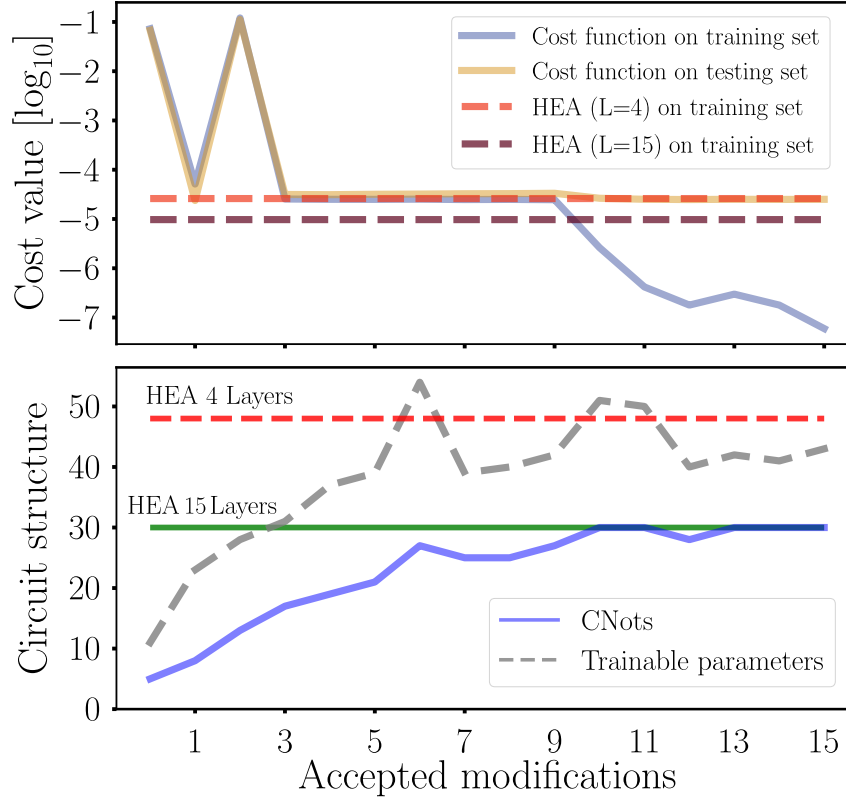 Cost value [log₁₀]
−1
−2
−3
−4
−5
−6
−7
Cost function on training set
Cost function on testing set
HEA (L=4) on training set
HEA (L=15) on training set
Circuit structure
50
40
30
20
10
0
HEA 4 Layers
HEA 15 Layers
CNots
Trainable parameters
1 3 5 7 9 11 13 15
Accepted modifications